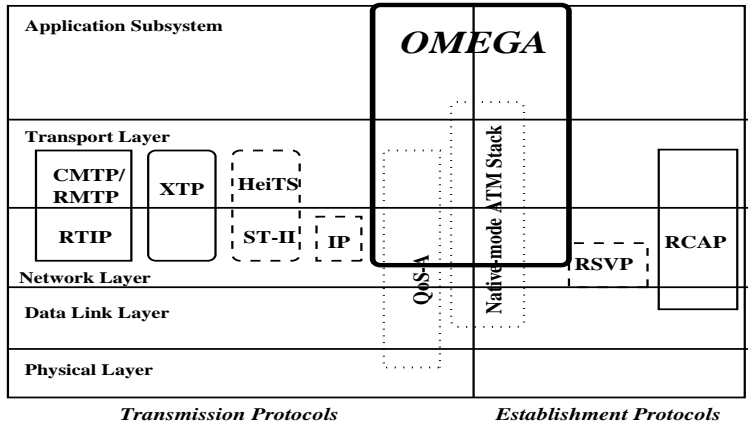 Application Subsystem
OMEGA
Transport Layer
CMTP/
RMTP
XTP
HeiTS
RTIP
ST-II
IP
QoS-A
Native-mode ATM Stack
RSVP
RCAP
Network Layer
Data Link Layer
Physical Layer
Transmission Protocols
Establishment Protocols